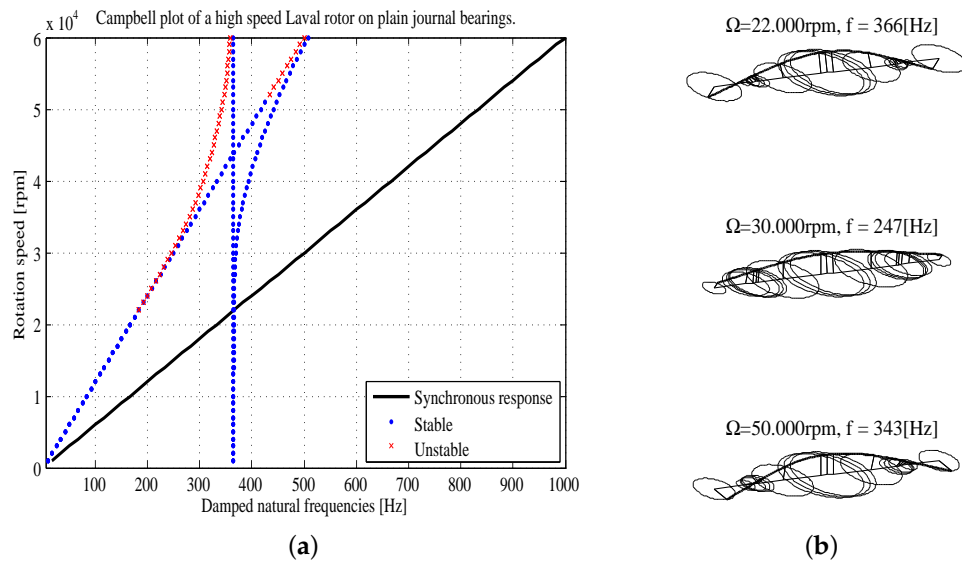 Campbell plot of a high speed Laval rotor on plain journal bearings.
x 10⁴
6
5
4
3
2
1
0
Rotation speed [rpm]
Synchronous response
Stable
Unstable
100 200 300 400 500 600 700 800 900 1000
Damped natural frequencies [Hz]
(a)
Ω=22.000rpm, f = 366[Hz]
Ω=30.000rpm, f = 247[Hz]
Ω=50.000rpm, f = 343[Hz]
(b)